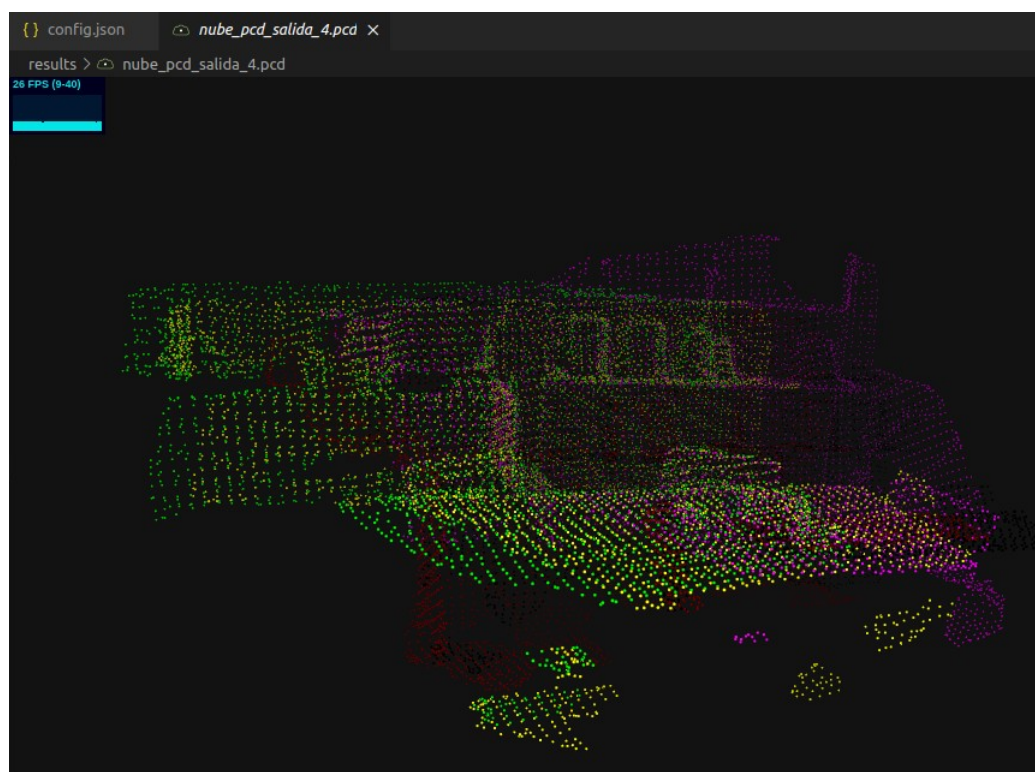 {} config.json nube_pcd_salida_4.pcd ×
results > nube_pcd_salida_4.pcd
26 FPS (9-40)